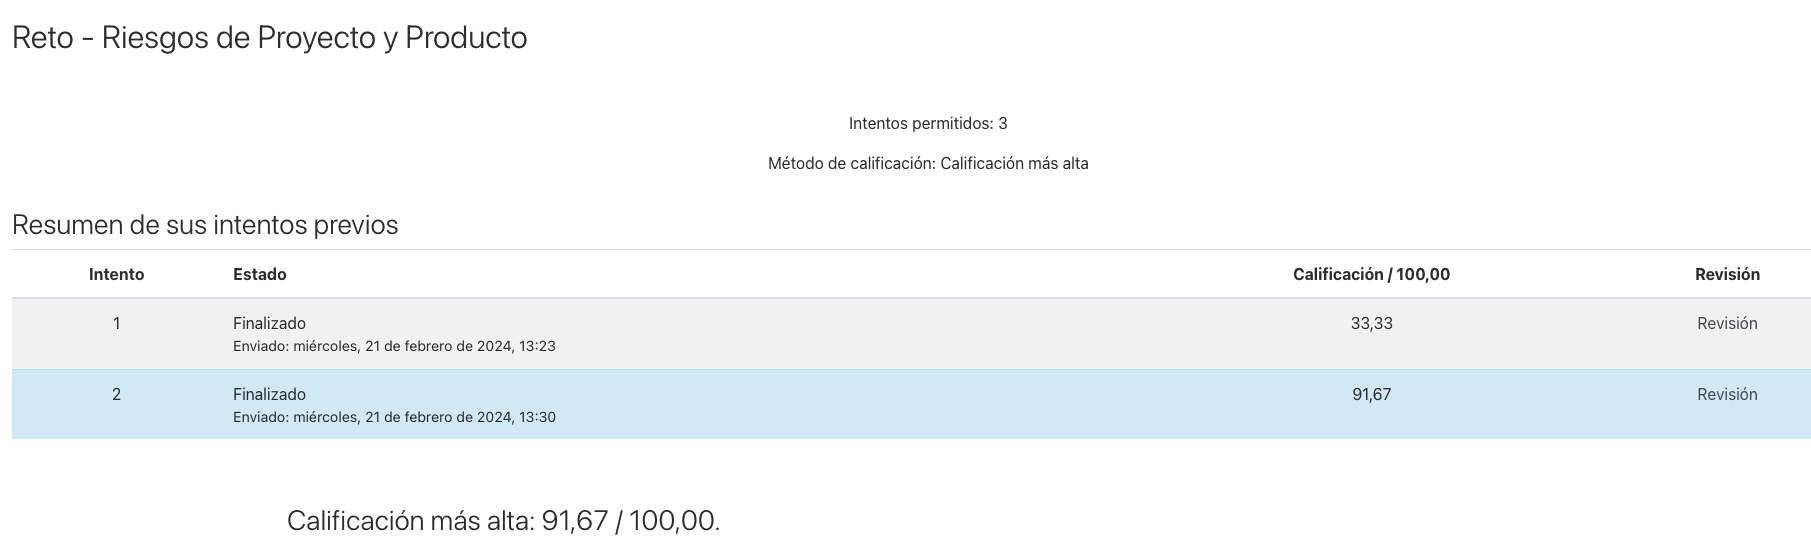 Reto - Riesgos de Proyecto y Producto
Intentos permitidos: 3
Método de calificación: Calificación más alta
Resumen de sus intentos previos
Intento Estado Calificación / 100,00 Revisión
1 Finalizado 33,33 Revisión
Enviado: miércoles, 21 de febrero de 2024, 13:23
2 Finalizado 91,67 Revisión
Enviado: miércoles, 21 de febrero de 2024, 13:30
Calificación más alta: 91,67 / 100,00.